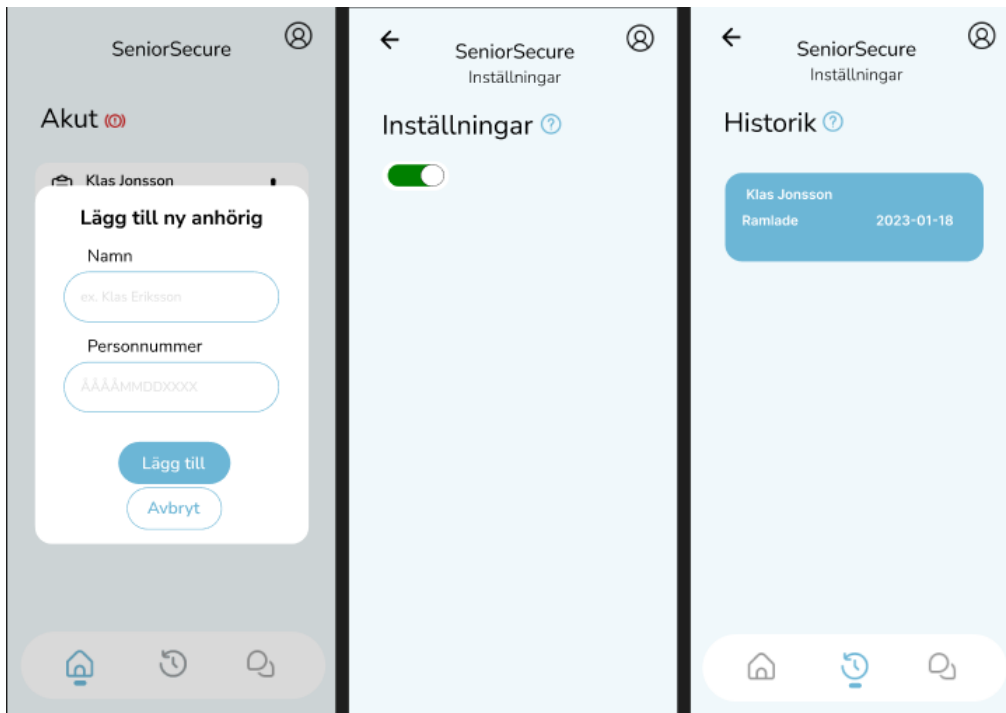 SeniorSecure
Akut
Klas Jonsson
Lägg till ny anhörig
Namn
ex. Klas Eriksson
Personnummer
ÅÅÅÅMMDDXXXX
Lägg till
Avbryt
SeniorSecure
Inställningar
Inställningar ?
SeniorSecure
Inställningar
Historik ?
Klas Jonsson
Ramlade 2023-01-18